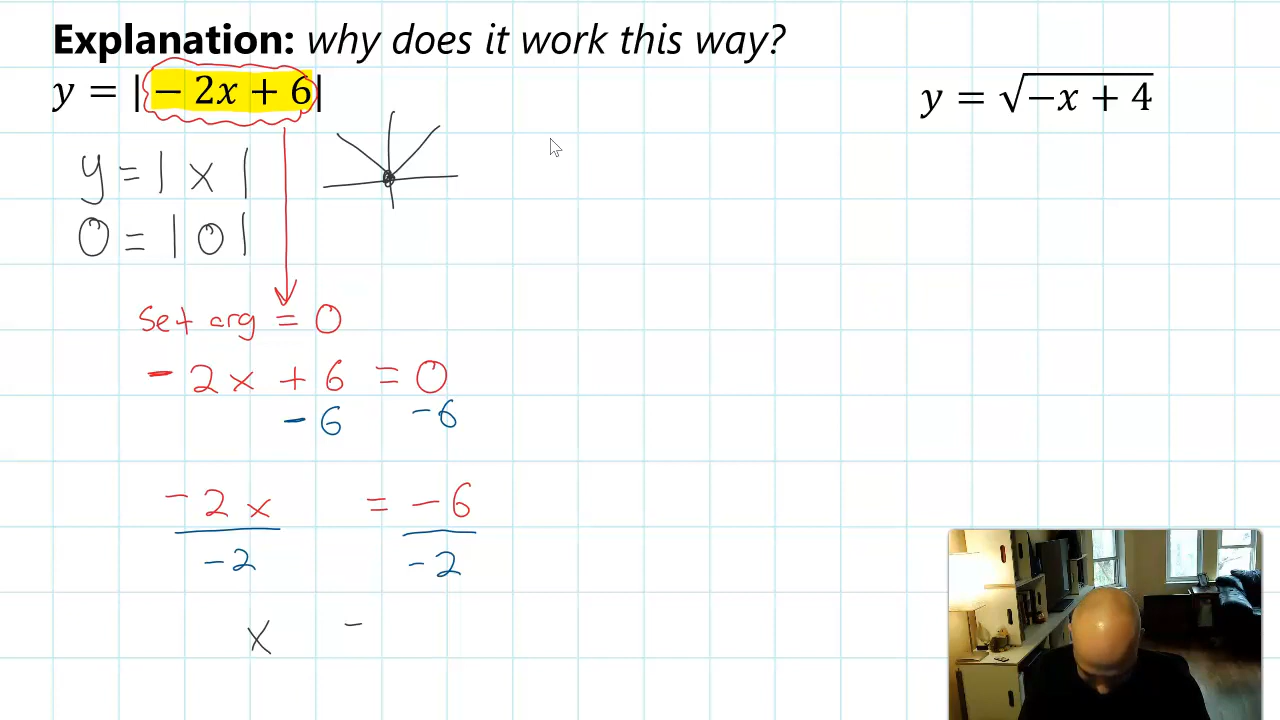 Explanation: why does it work this way?
y = |− 2x + 6|
y = √−x + 4
y = | x |
0 = | 0 |
Set arg = 0
- 2x + 6 = 0
- 6 - 6
- 2x = - 6
- 2 - 2
x -